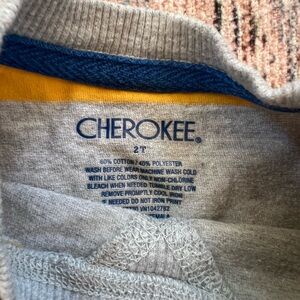 CHEROKEE®
2T
60% COTTON / 40% POLYESTER
WASH BEFORE WEAR MACHINE WASH COLD
WITH LIKE COLORS ONLY NON-CHLORINE
BLEACH WHEN NEEDED TUMBLE DRY LOW
REMOVE PROMPTLY COOL IRON
IF NEEDED DO NOT IRON PRINT
VN1042782